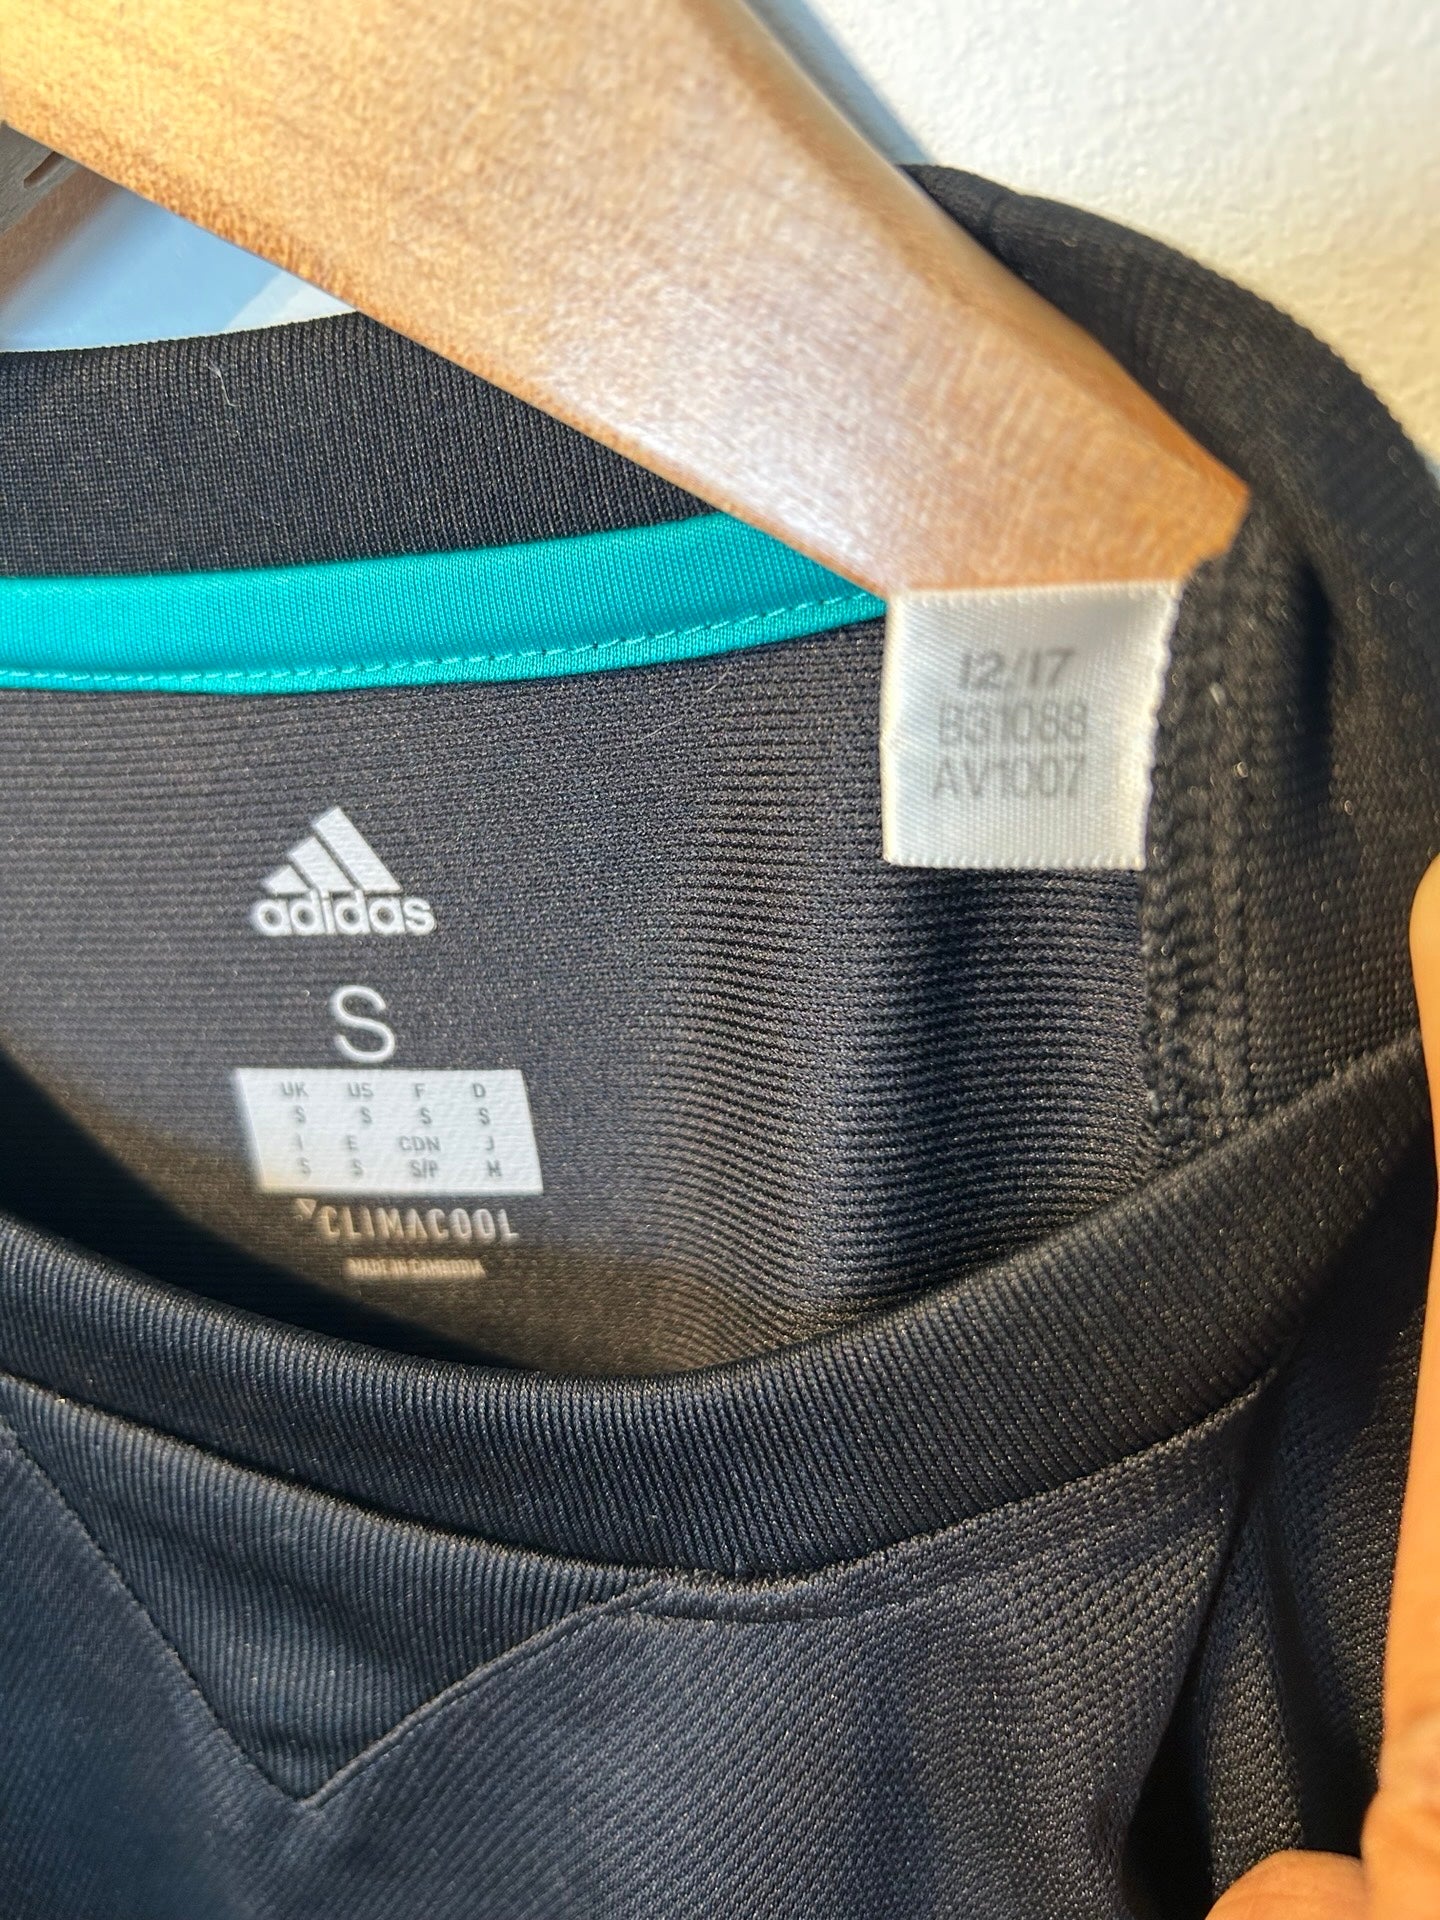 12/17
B31088
AV1007
adidas
S
UK US F D
S S S S
I E CDN J
S S S/P M
CLIMACOOL
MADE IN CAMBODIA